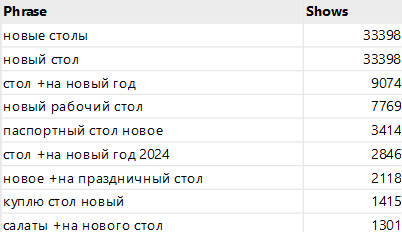 Phrase Shows
новые столы 33398
новый стол 33398
стол +на новый год 9074
новый рабочий стол 7769
паспортный стол новое 3414
стол +на новый год 2024 2846
новое +на праздничный стол 2118
куплю стол новый 1415
салаты +на нового стол 1301